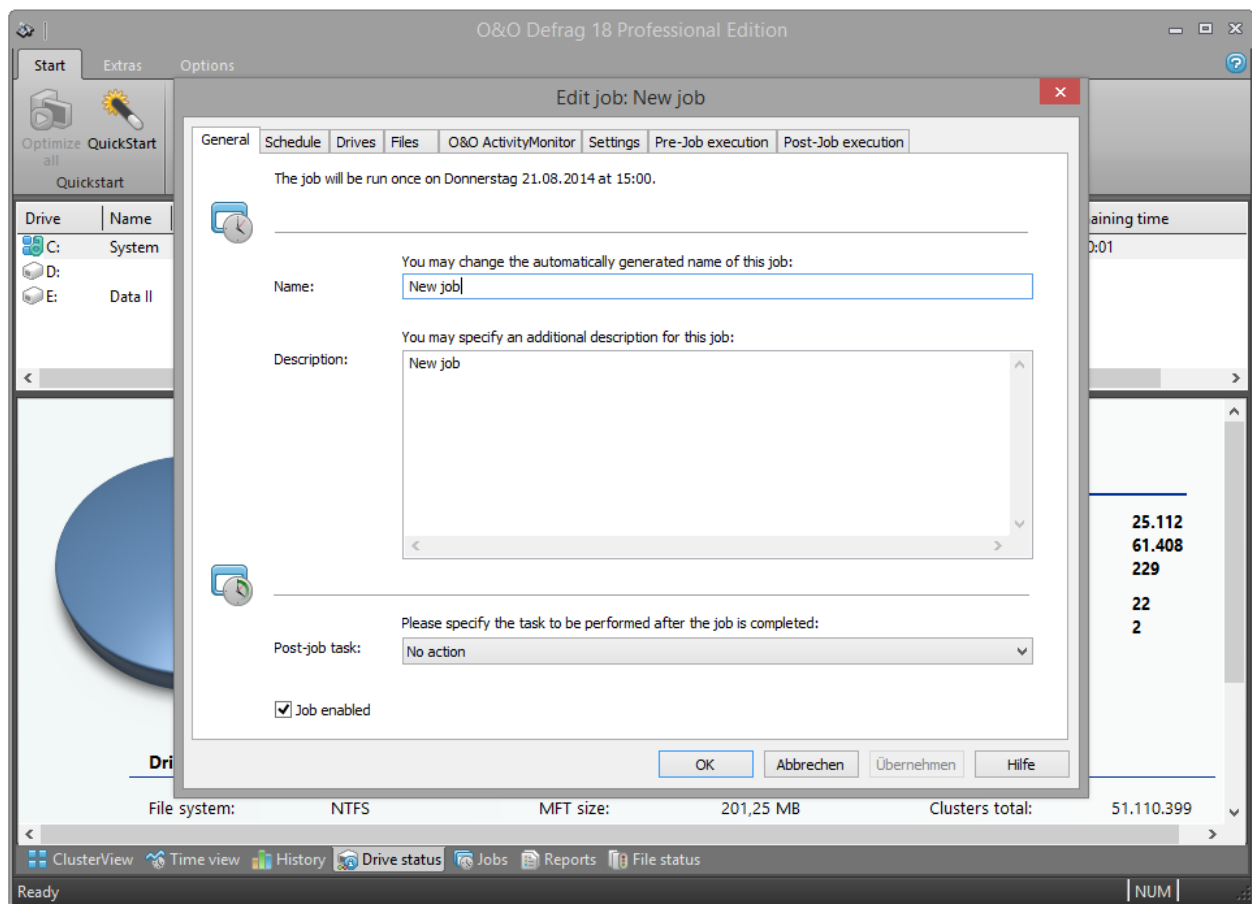 O&O Defrag 18 Professional Edition
Start Extras Options
Optimize all QuickStart
Quickstart
Drive Name aining time
C: System 0:01
D:
E: Data II
Edit job: New job
General Schedule Drives Files O&O ActivityMonitor Settings Pre-Job execution Post-Job execution
The job will be run once on Donnerstag 21.08.2014 at 15:00.
You may change the automatically generated name of this job:
Name: New job
You may specify an additional description for this job:
Description: New job
Please specify the task to be performed after the job is completed:
Post-job task: No action
Job enabled
OK Abbrechen Übernehmen Hilfe
25.112
61.408
229
22
2
Dri
File system: NTFS MFT size: 201,25 MB Clusters total: 51.110.399
ClusterView Time view History Drive status Jobs Reports File status
Ready NUM